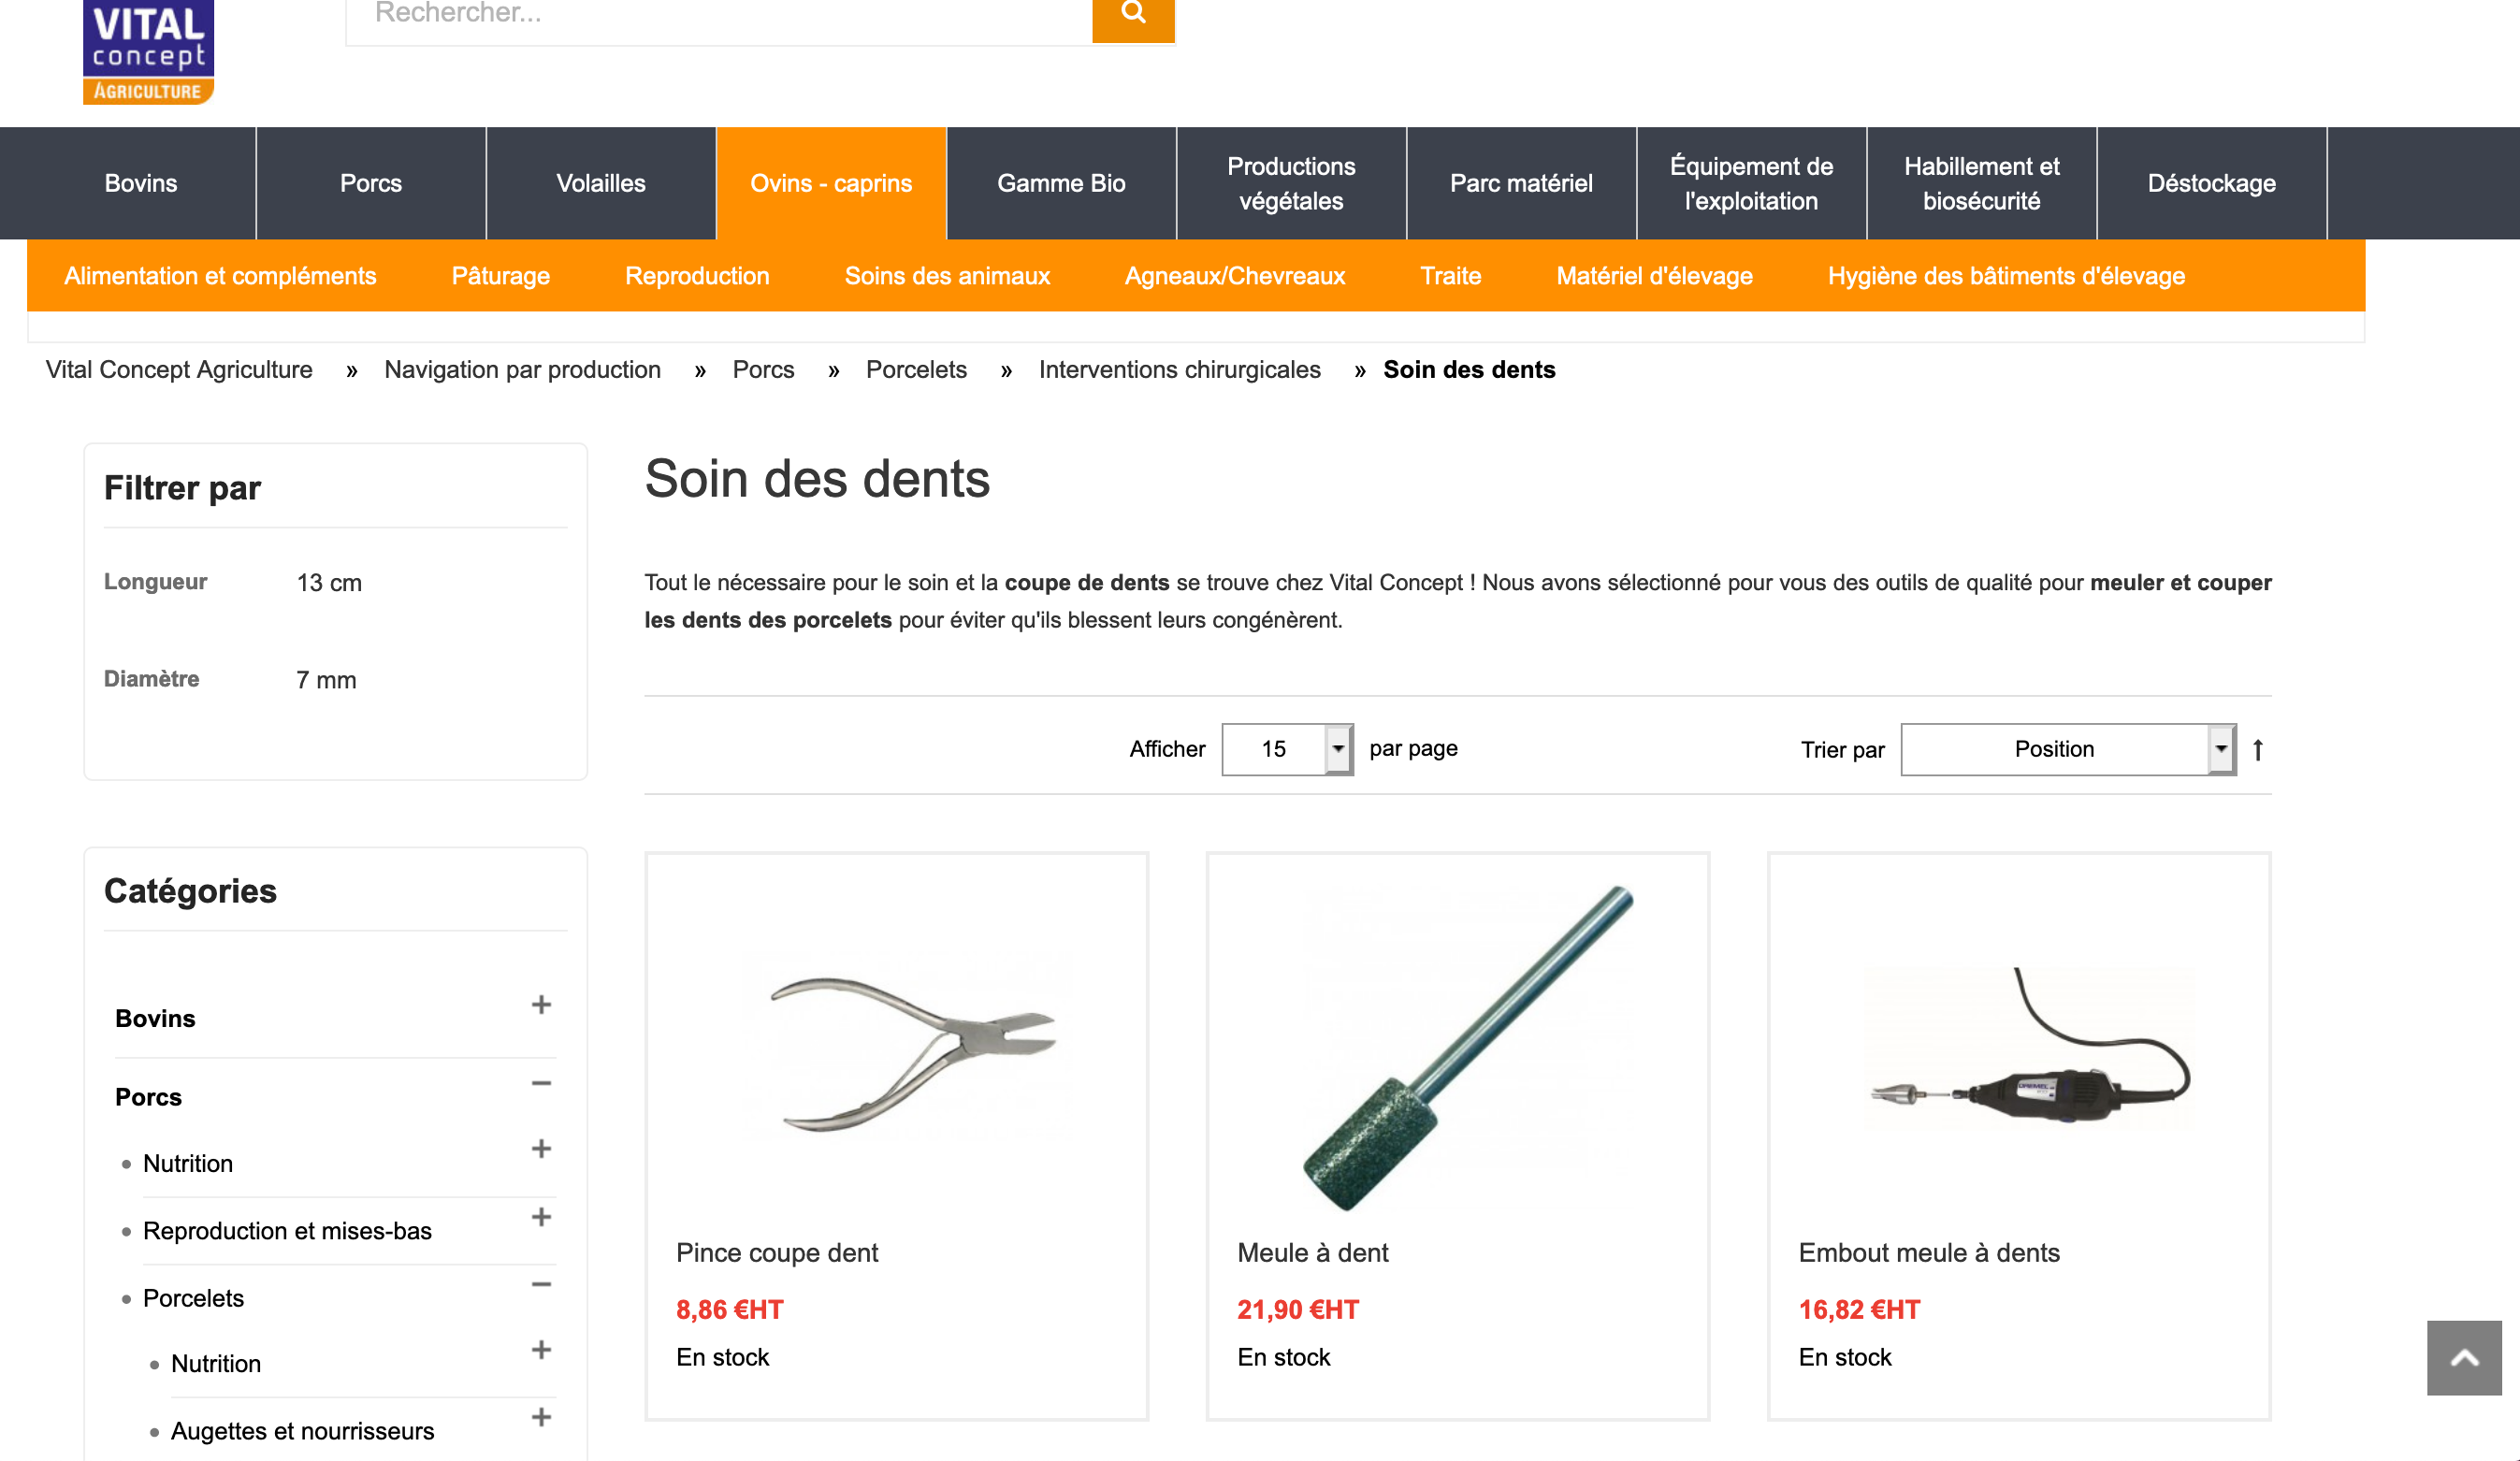 VITAL
concept
AGRICULTURE
Rechercher...
Bovins
Porcs
Volailles
Ovins - caprins
Gamme Bio
Productions
végétales
Parc matériel
Équipement de
l'exploitation
Habillement et
biosécurité
Déstockage
Alimentation et compléments
Pâturage
Reproduction
Soins des animaux
Agneaux/Chevreaux
Traite
Matériel d'élevage
Hygiène des bâtiments d'élevage
Vital Concept Agriculture » Navigation par production » Porcs » Porcelets » Interventions chirurgicales » Soin des dents
Filtrer par
Longueur 13 cm
Diamètre 7 mm
Catégories
Bovins +
Porcs −
Nutrition +
Reproduction et mises-bas +
Porcelets −
Nutrition +
Augettes et nourrisseurs +
Soin des dents
Tout le nécessaire pour le soin et la coupe de dents se trouve chez Vital Concept ! Nous avons sélectionné pour vous des outils de qualité pour meuler et couper
les dents des porcelets pour éviter qu'ils blessent leurs congénèrent.
Afficher 15 par page
Trier par Position
Pince coupe dent
8,86 €HT
En stock
Meule à dent
21,90 €HT
En stock
DREMEL
Embout meule à dents
16,82 €HT
En stock